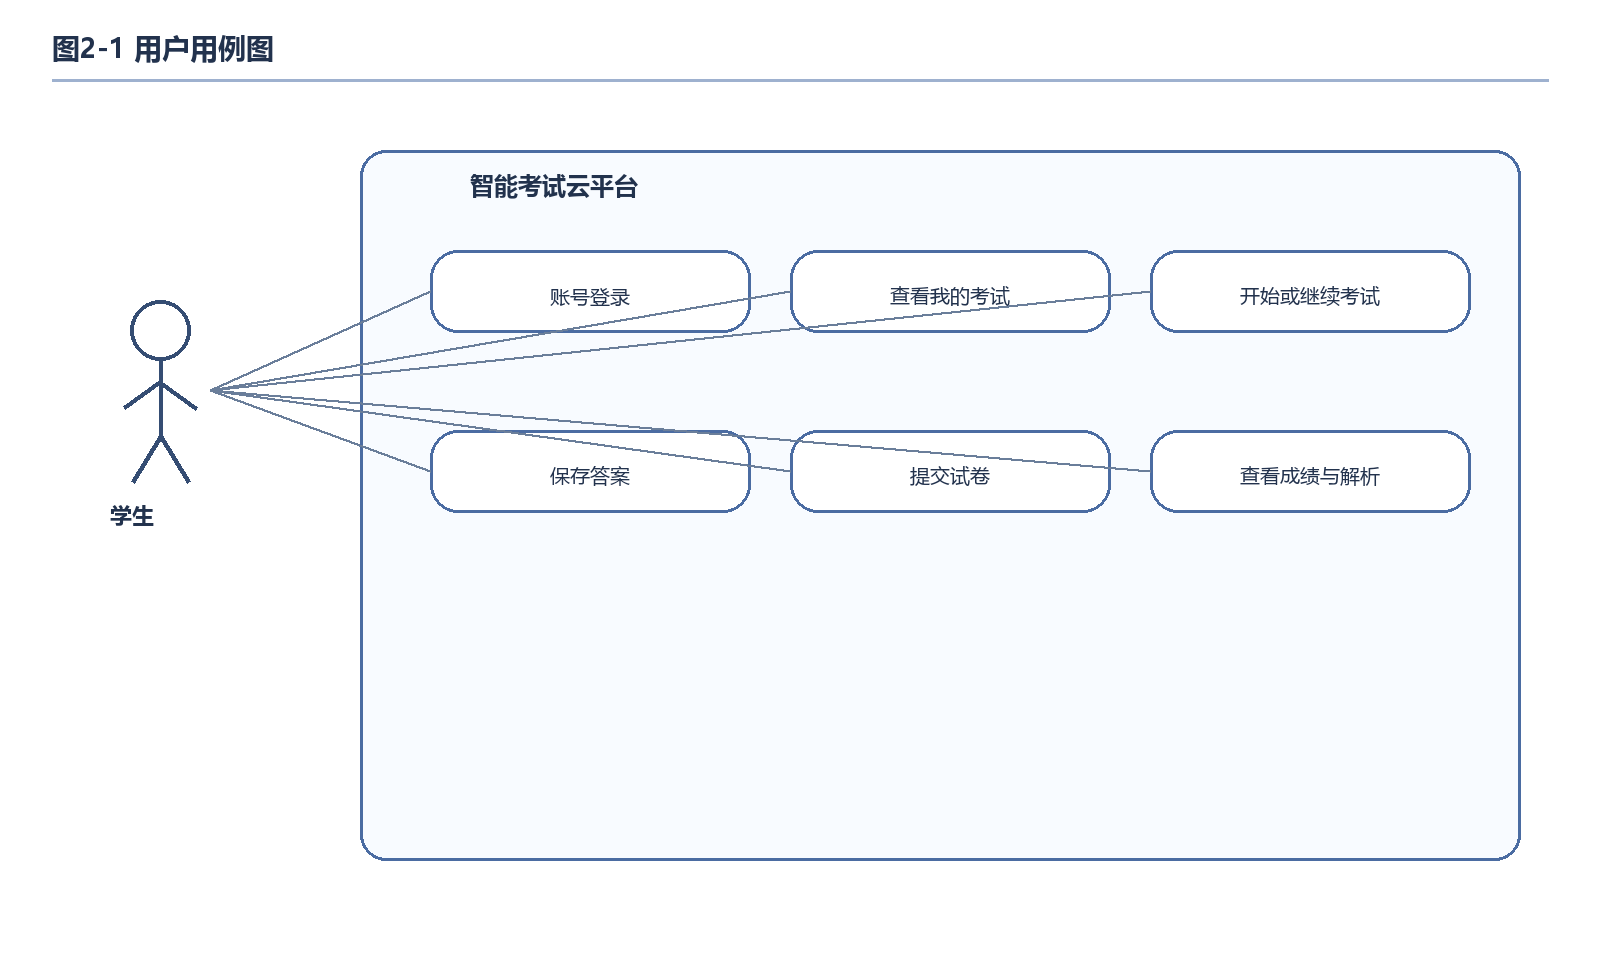 图2-1 用户用例图
智能考试云平台
账号登录
查看我的考试
开始或继续考试
保存答案
提交试卷
查看成绩与解析
学生